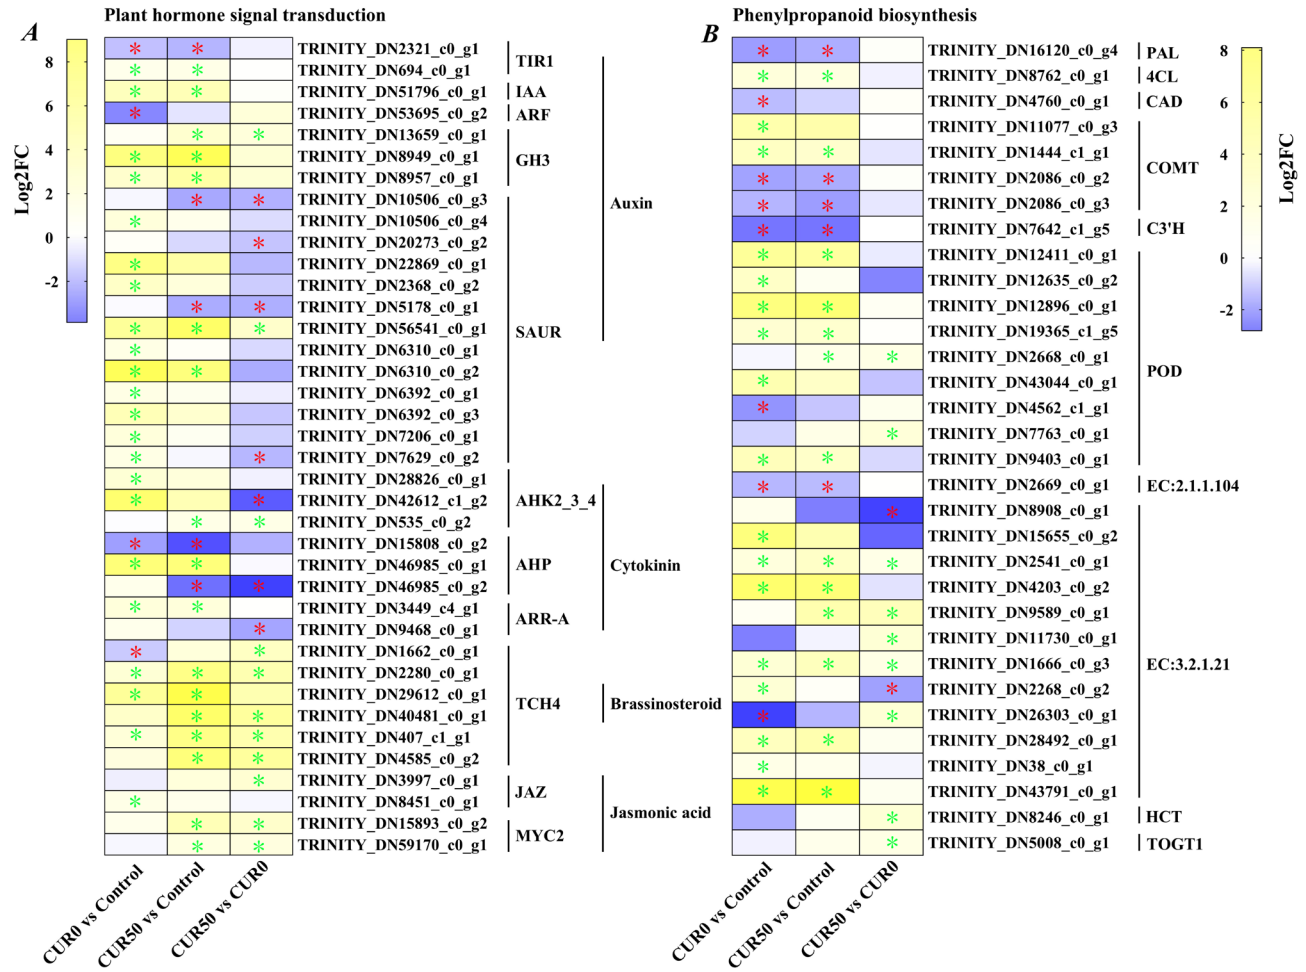 A
Plant hormone signal transduction
Log2FC
8
6
4
2
0
-2
TRINITY_DN2321_c0_g1
TRINITY_DN694_c0_g1
TRINITY_DN51796_c0_g1
TRINITY_DN53695_c0_g2
TRINITY_DN13659_c0_g1
TRINITY_DN8949_c0_g1
TRINITY_DN8957_c0_g1
TRINITY_DN10506_c0_g3
TRINITY_DN10506_c0_g4
TRINITY_DN20273_c0_g2
TRINITY_DN22869_c0_g1
TRINITY_DN2368_c0_g2
TRINITY_DN5178_c0_g1
TRINITY_DN56541_c0_g1
TRINITY_DN6310_c0_g1
TRINITY_DN6310_c0_g2
TRINITY_DN6392_c0_g1
TRINITY_DN6392_c0_g3
TRINITY_DN7206_c0_g1
TRINITY_DN7629_c0_g2
TRINITY_DN28826_c0_g1
TRINITY_DN42612_c1_g2
TRINITY_DN535_c0_g2
TRINITY_DN15808_c0_g2
TRINITY_DN46985_c0_g1
TRINITY_DN46985_c0_g2
TRINITY_DN3449_c4_g1
TRINITY_DN9468_c0_g1
TRINITY_DN1662_c0_g1
TRINITY_DN2280_c0_g1
TRINITY_DN29612_c0_g1
TRINITY_DN40481_c0_g1
TRINITY_DN407_c1_g1
TRINITY_DN4585_c0_g2
TRINITY_DN3997_c0_g1
TRINITY_DN8451_c0_g1
TRINITY_DN15893_c0_g2
TRINITY_DN59170_c0_g1
TIR1
IAA
ARF
GH3
SAUR
AHK2_3_4
AHP
ARR-A
TCH4
JAZ
MYC2
Auxin
Cytokinin
Brassinosteroid
Jasmonic acid
CUR0 vs Control
CUR50 vs Control
CUR50 vs CUR0
B
Phenylpropanoid biosynthesis
TRINITY_DN16120_c0_g4
TRINITY_DN8762_c0_g1
TRINITY_DN4760_c0_g1
TRINITY_DN11077_c0_g3
TRINITY_DN1444_c1_g1
TRINITY_DN2086_c0_g2
TRINITY_DN2086_c0_g3
TRINITY_DN7642_c1_g5
TRINITY_DN12411_c0_g1
TRINITY_DN12635_c0_g2
TRINITY_DN12896_c0_g1
TRINITY_DN19365_c1_g5
TRINITY_DN2668_c0_g1
TRINITY_DN43044_c0_g1
TRINITY_DN4562_c1_g1
TRINITY_DN7763_c0_g1
TRINITY_DN9403_c0_g1
TRINITY_DN2669_c0_g1
TRINITY_DN8908_c0_g1
TRINITY_DN15655_c0_g2
TRINITY_DN2541_c0_g1
TRINITY_DN4203_c0_g2
TRINITY_DN9589_c0_g1
TRINITY_DN11730_c0_g1
TRINITY_DN1666_c0_g3
TRINITY_DN2268_c0_g2
TRINITY_DN26303_c0_g1
TRINITY_DN28492_c0_g1
TRINITY_DN38_c0_g1
TRINITY_DN43791_c0_g1
TRINITY_DN8246_c0_g1
TRINITY_DN5008_c0_g1
PAL
4CL
CAD
COMT
C3'H
POD
EC:2.1.1.104
EC:3.2.1.21
HCT
TOGT1
8
6
4
2
0
-2
Log2FC
CUR0 vs Control
CUR50 vs Control
CUR50 vs CUR0